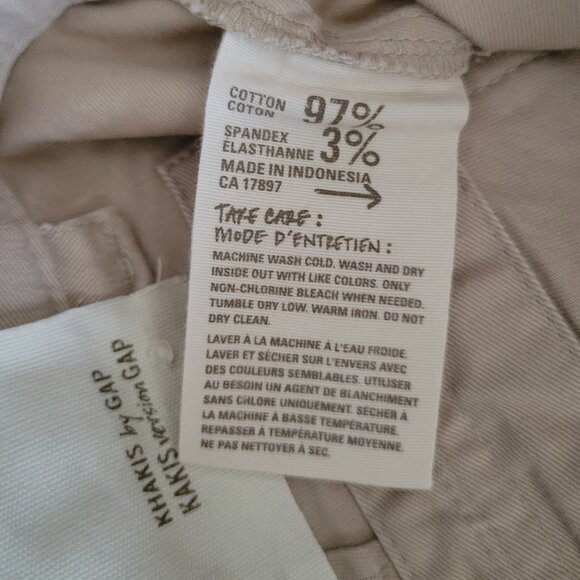 COTTON
COTON 97%
SPANDEX
ÉLASTHANNE 3%
MADE IN INDONESIA
CA 17897
TAKE CARE :
MODE D'ENTRETIEN :
MACHINE WASH COLD. WASH AND DRY
INSIDE OUT WITH LIKE COLORS. ONLY
NON-CHLORINE BLEACH WHEN NEEDED.
TUMBLE DRY LOW. WARM IRON. DO NOT
DRY CLEAN.
LAVER À LA MACHINE À L'EAU FROIDE.
LAVER ET SÉCHER SUR L'ENVERS AVEC
DES COULEURS SEMBLABLES. UTILISER
AU BESOIN UN AGENT DE BLANCHIMENT
SANS CHLORE UNIQUEMENT. SÉCHER À
LA MACHINE À BASSE TEMPÉRATURE.
REPASSER À TEMPÉRATURE MOYENNE.
NE PAS NETTOYER À SEC.
KHAKIS by GAP
KAKIS version GAP